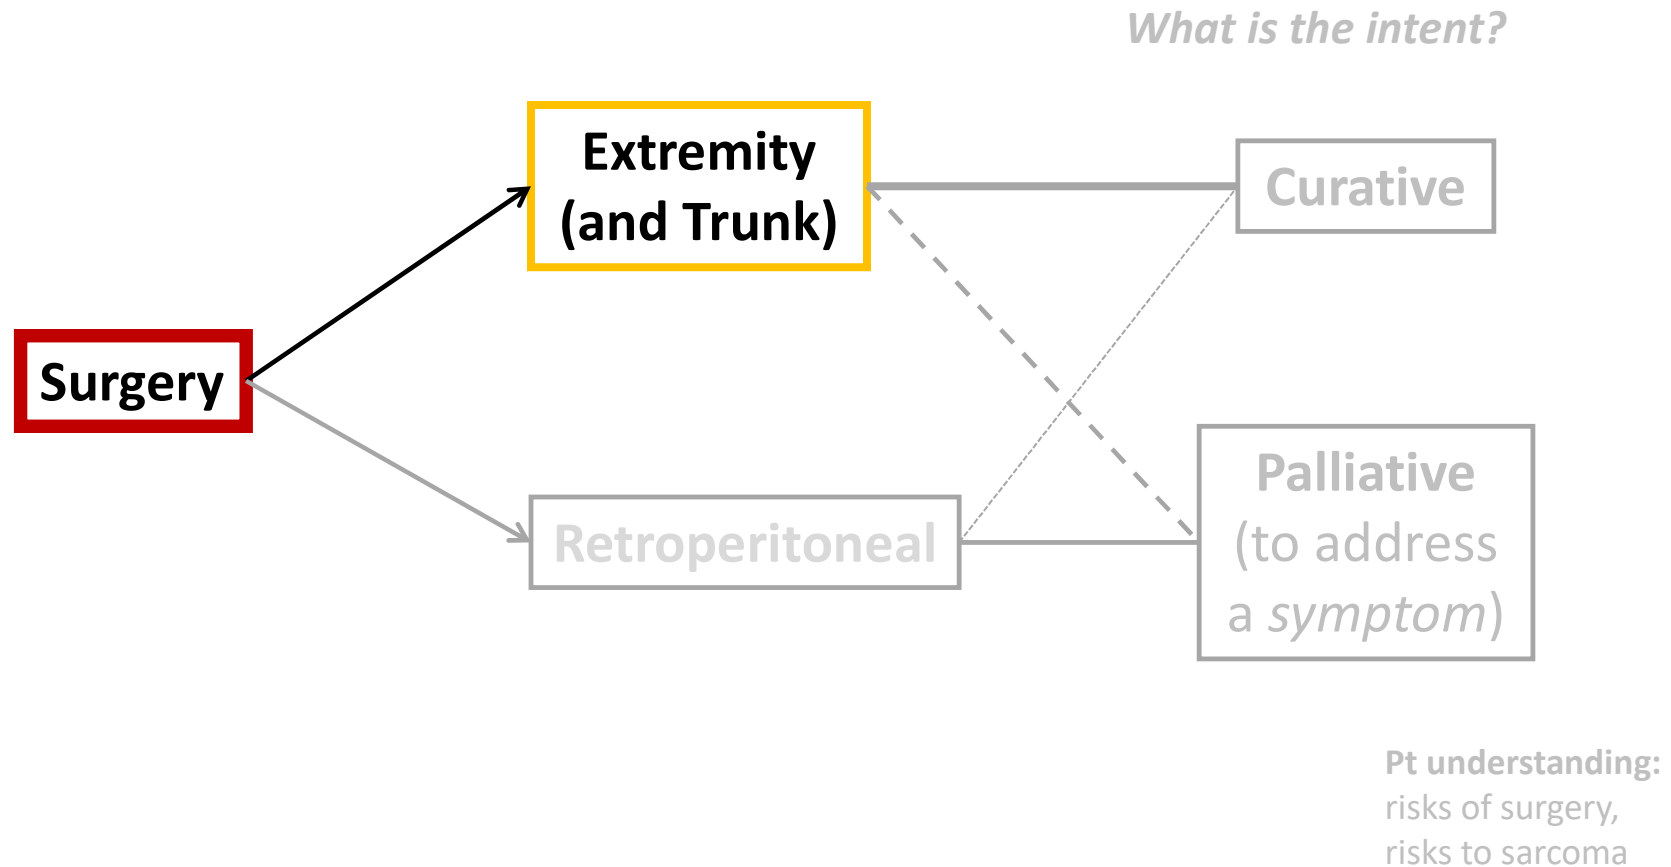 What is the intent?
Extremity
(and Trunk)
Curative
Surgery
Retroperitoneal
Palliative
(to address
a symptom)
Pt understanding:
risks of surgery,
risks to sarcoma